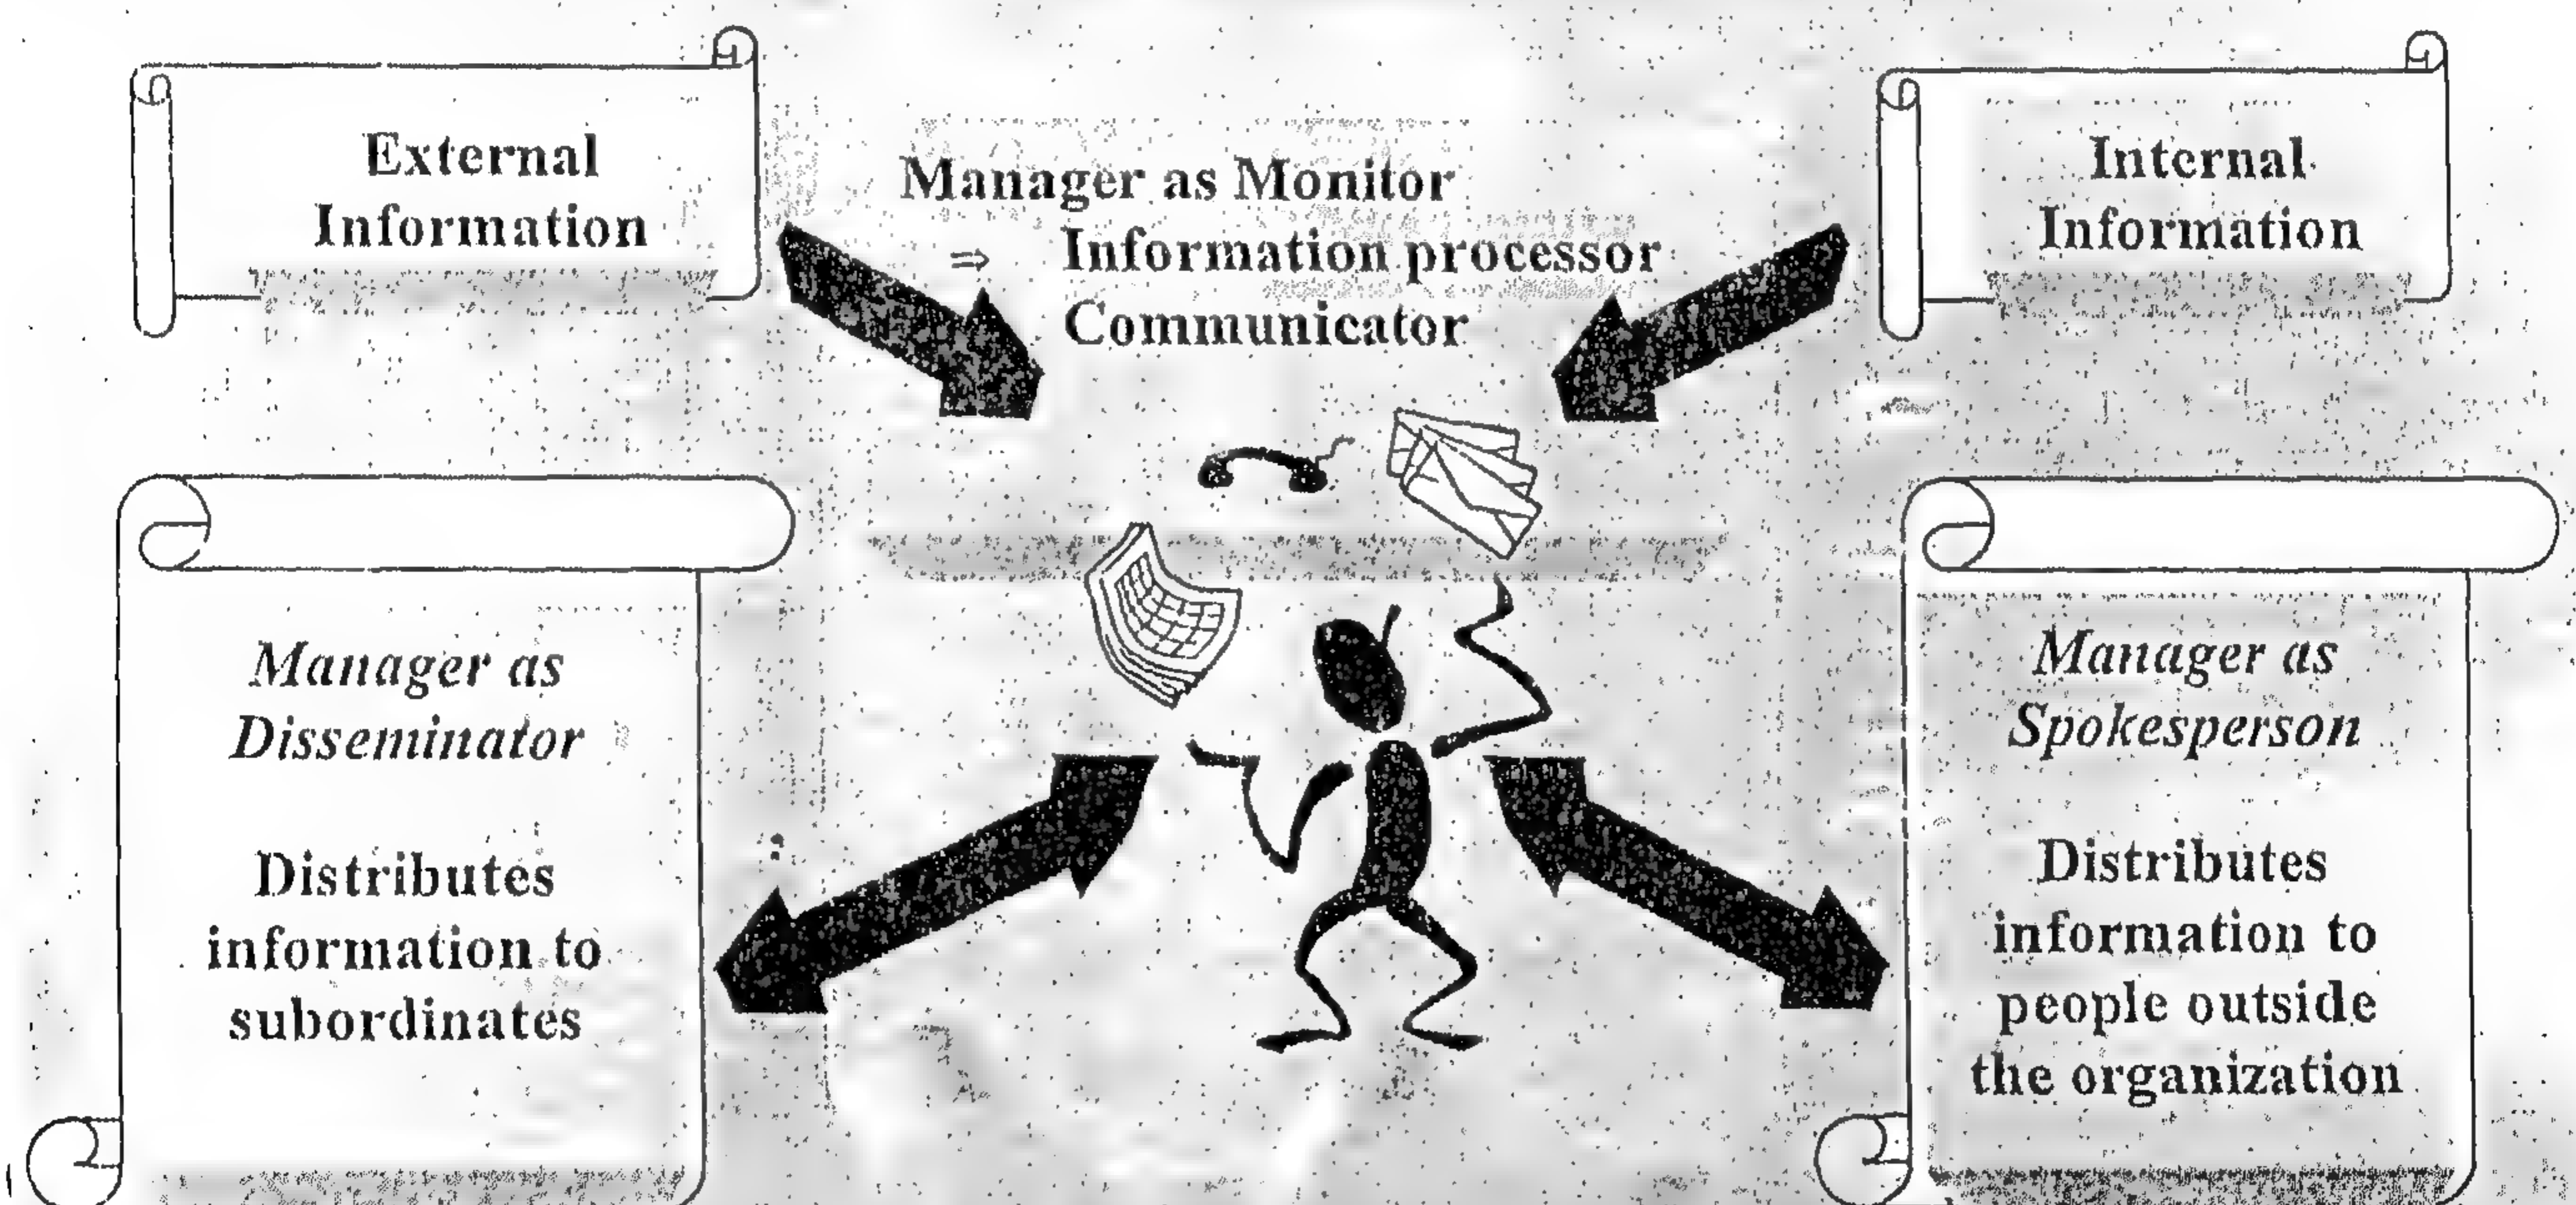 External
Information
Manager as Monitor
⇒ Information processor
Communicator
Internal
Information
Manager as
Disseminator
Distributes
information to
subordinates
Manager as
Spokesperson
Distributes
information to
people outside
the organization